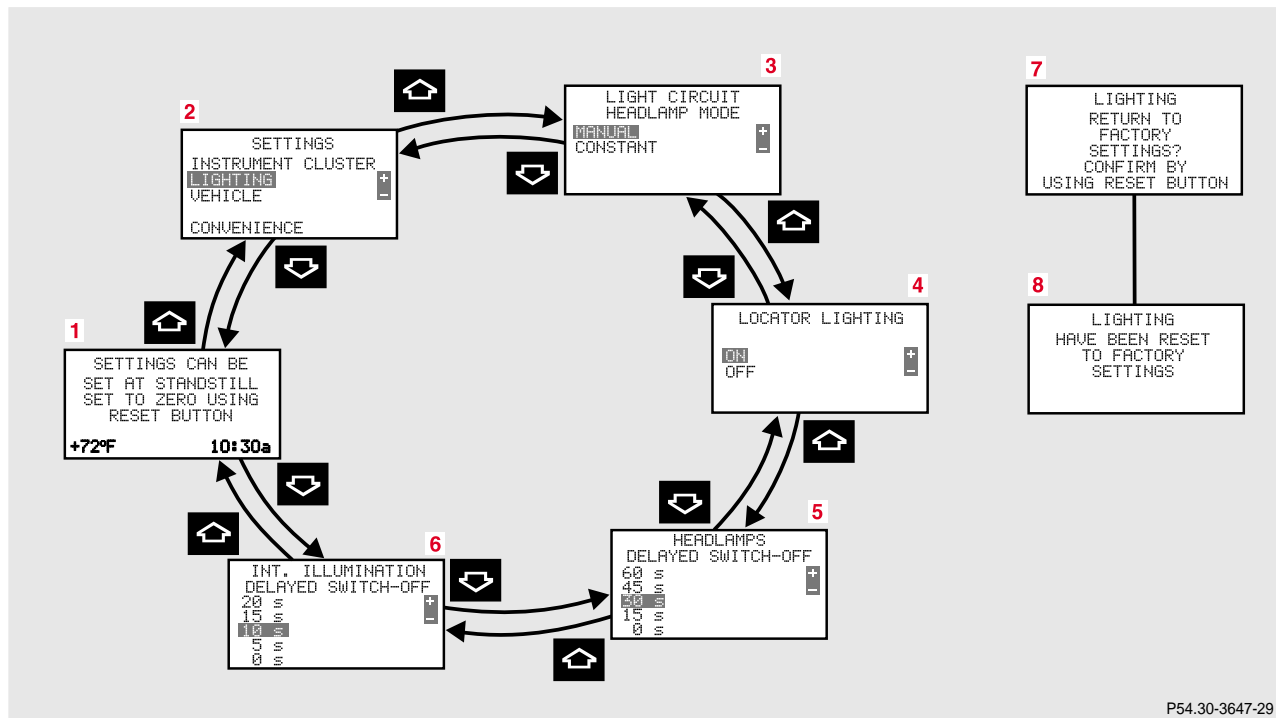 1
SETTINGS CAN BE
SET AT STANDSTILL
SET TO ZERO USING
RESET BUTTON
+72°F 10:30a
2
SETTINGS
INSTRUMENT CLUSTER
LIGHTING +
VEHICLE -
CONVENIENCE
3
LIGHT CIRCUIT
HEADLAMP MODE
MANUAL +
CONSTANT -
4
LOCATOR LIGHTING
ON +
OFF -
5
HEADLAMPS
DELAYED SWITCH-OFF
60 s +
45 s -
30 s
15 s
0 s
6
INT. ILLUMINATION
DELAYED SWITCH-OFF
20 s +
15 s -
10 s
5 s
0 s
7
LIGHTING
RETURN TO
FACTORY
SETTINGS?
CONFIRM BY
USING RESET BUTTON
8
LIGHTING
HAVE BEEN RESET
TO FACTORY
SETTINGS
P54.30-3647-29